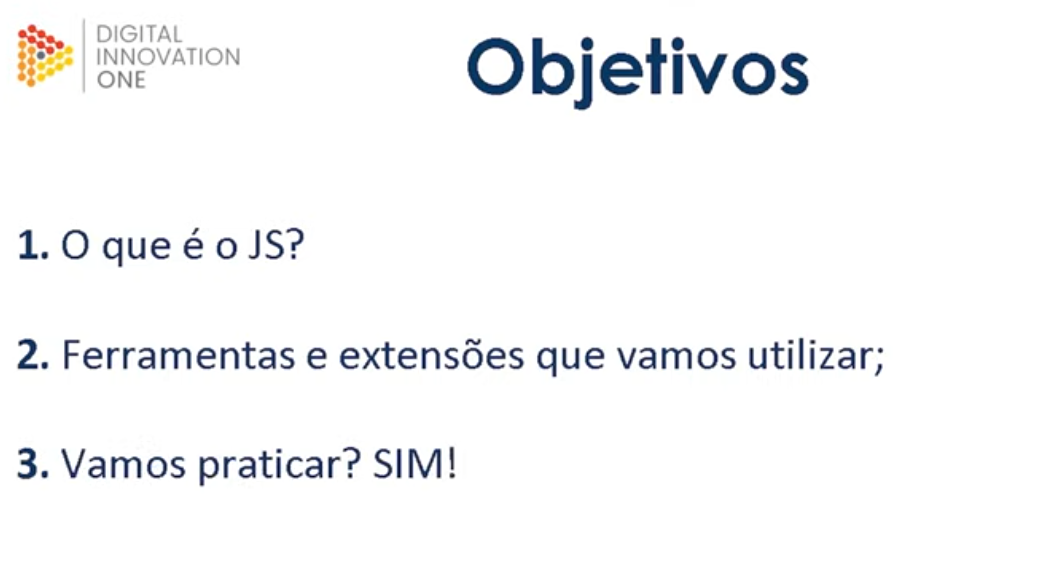 DIGITAL
INNOVATION
ONE
Objetivos
1. O que é o JS?
2. Ferramentas e extensões que vamos utilizar;
3. Vamos praticar? SIM!